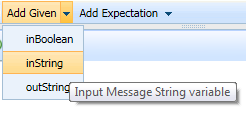 Add Given Add Expectation
inBoolean
inString
outString
Input Message String variable